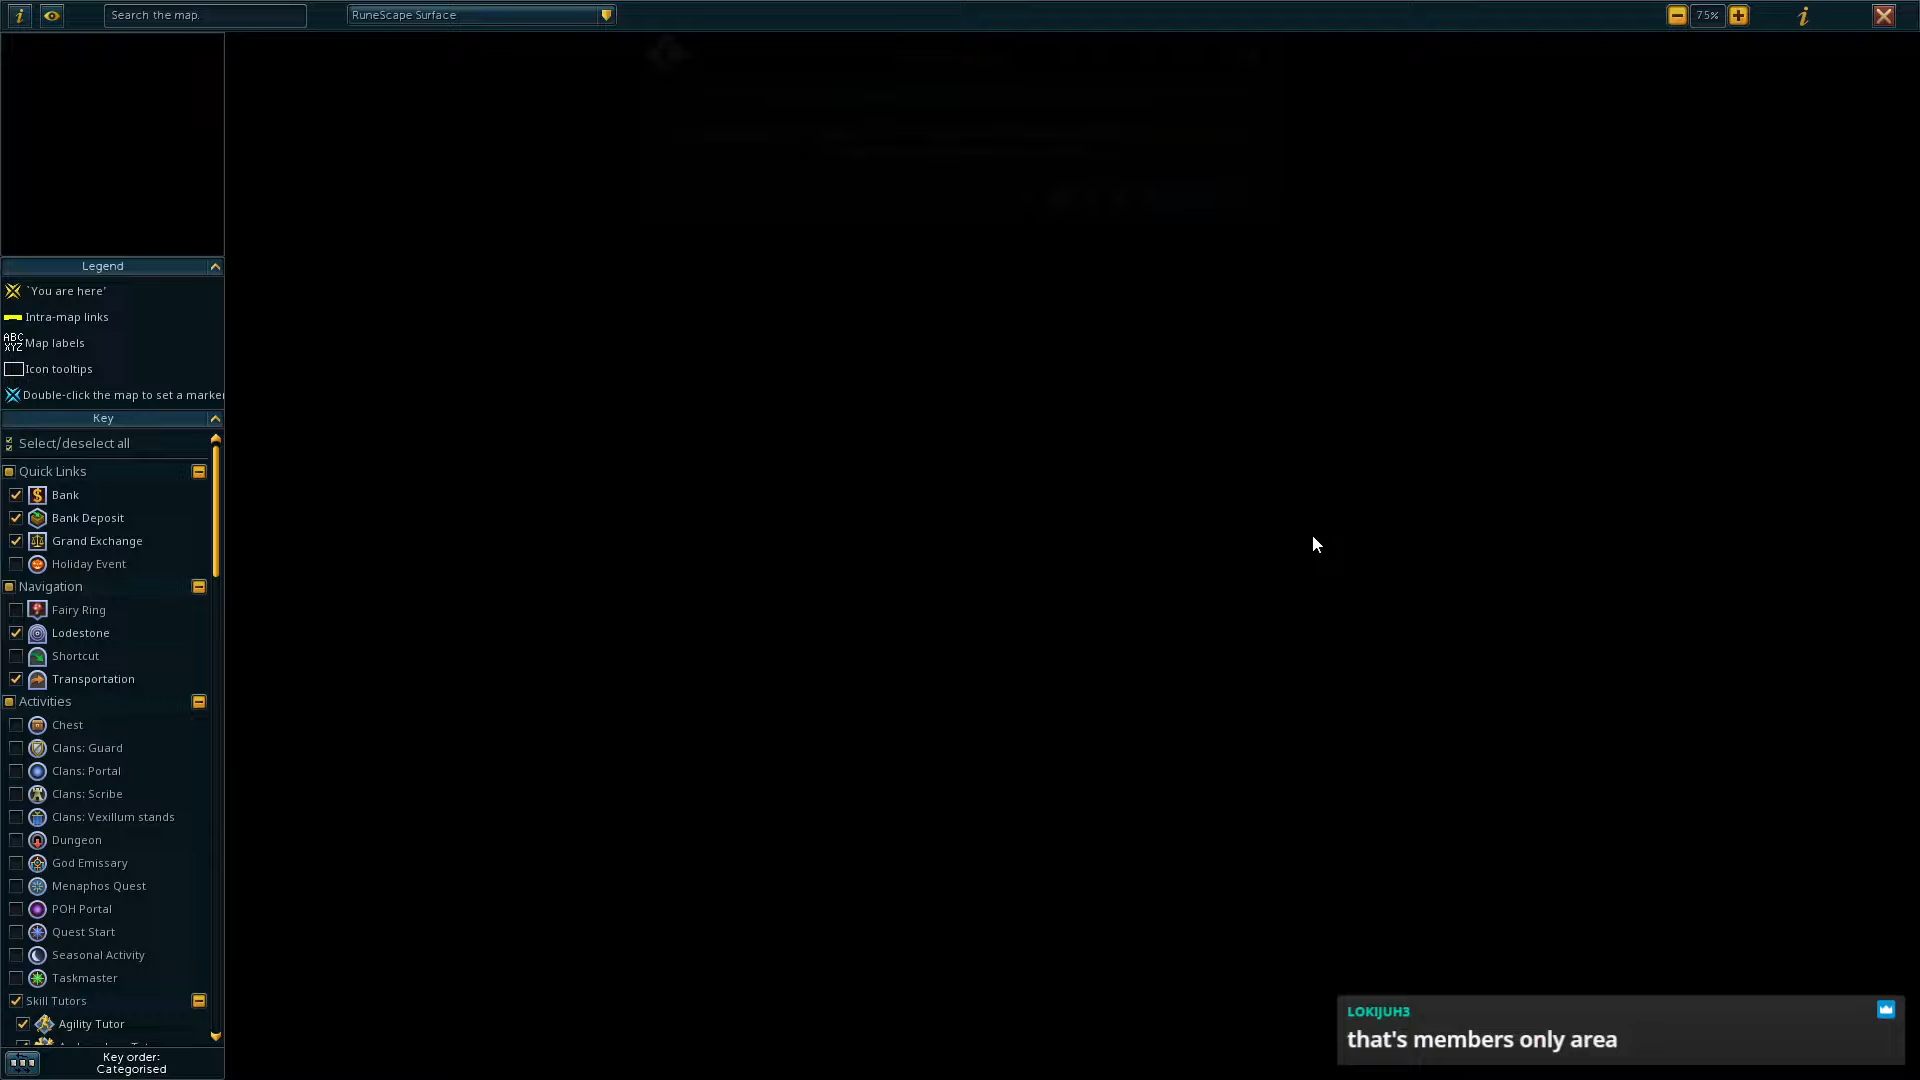 Search the map.
RuneScape Surface
75%
Legend
`You are here'
Intra-map links
ABC
XYZ
Map labels
Icon tooltips
Double-click the map to set a marker
Key
Select/deselect all
Quick Links
Bank
Bank Deposit
Grand Exchange
Holiday Event
Navigation
Fairy Ring
Lodestone
Shortcut
Transportation
Activities
Chest
Clans: Guard
Clans: Portal
Clans: Scribe
Clans: Vexillum stands
Dungeon
God Emissary
Menaphos Quest
POH Portal
Quest Start
Seasonal Activity
Taskmaster
Skill Tutors
Agility Tutor
Key order:
Categorised
LOKIJUH3
that's members only area